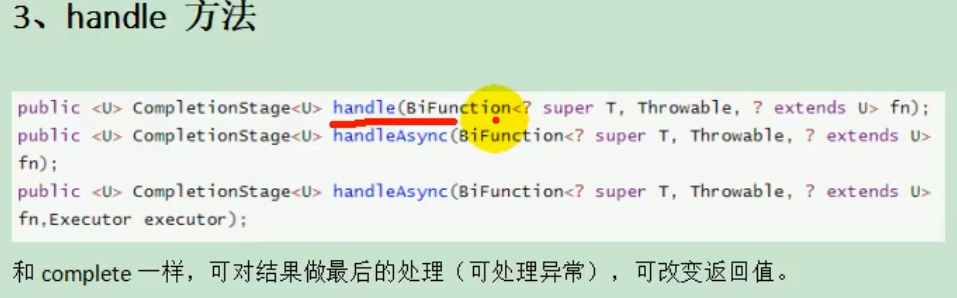 3、handle 方法
public <U> CompletionStage<U> handle(BiFunction<? super T, Throwable, ? extends U> fn);
public <U> CompletionStage<U> handleAsync(BiFunction<? super T, Throwable, ? extends U>
fn);
public <U> CompletionStage<U> handleAsync(BiFunction<? super T, Throwable, ? extends U>
fn,Executor executor);
和 complete 一样，可对结果做最后的处理（可处理异常），可改变返回值。